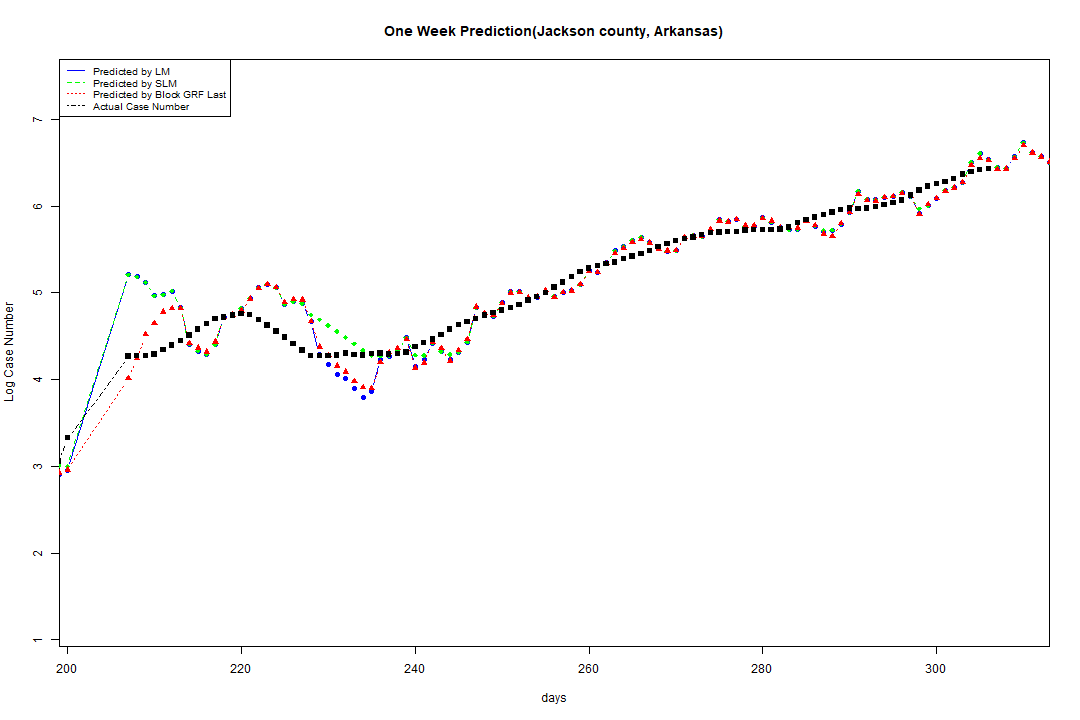 One Week Prediction(Jackson county, Arkansas)
Predicted by LM
Predicted by SLM
Predicted by Block GRF Last
Actual Case Number
7
6
5
4
3
2
1
Log Case Number
200 220 240 260 280 300
days